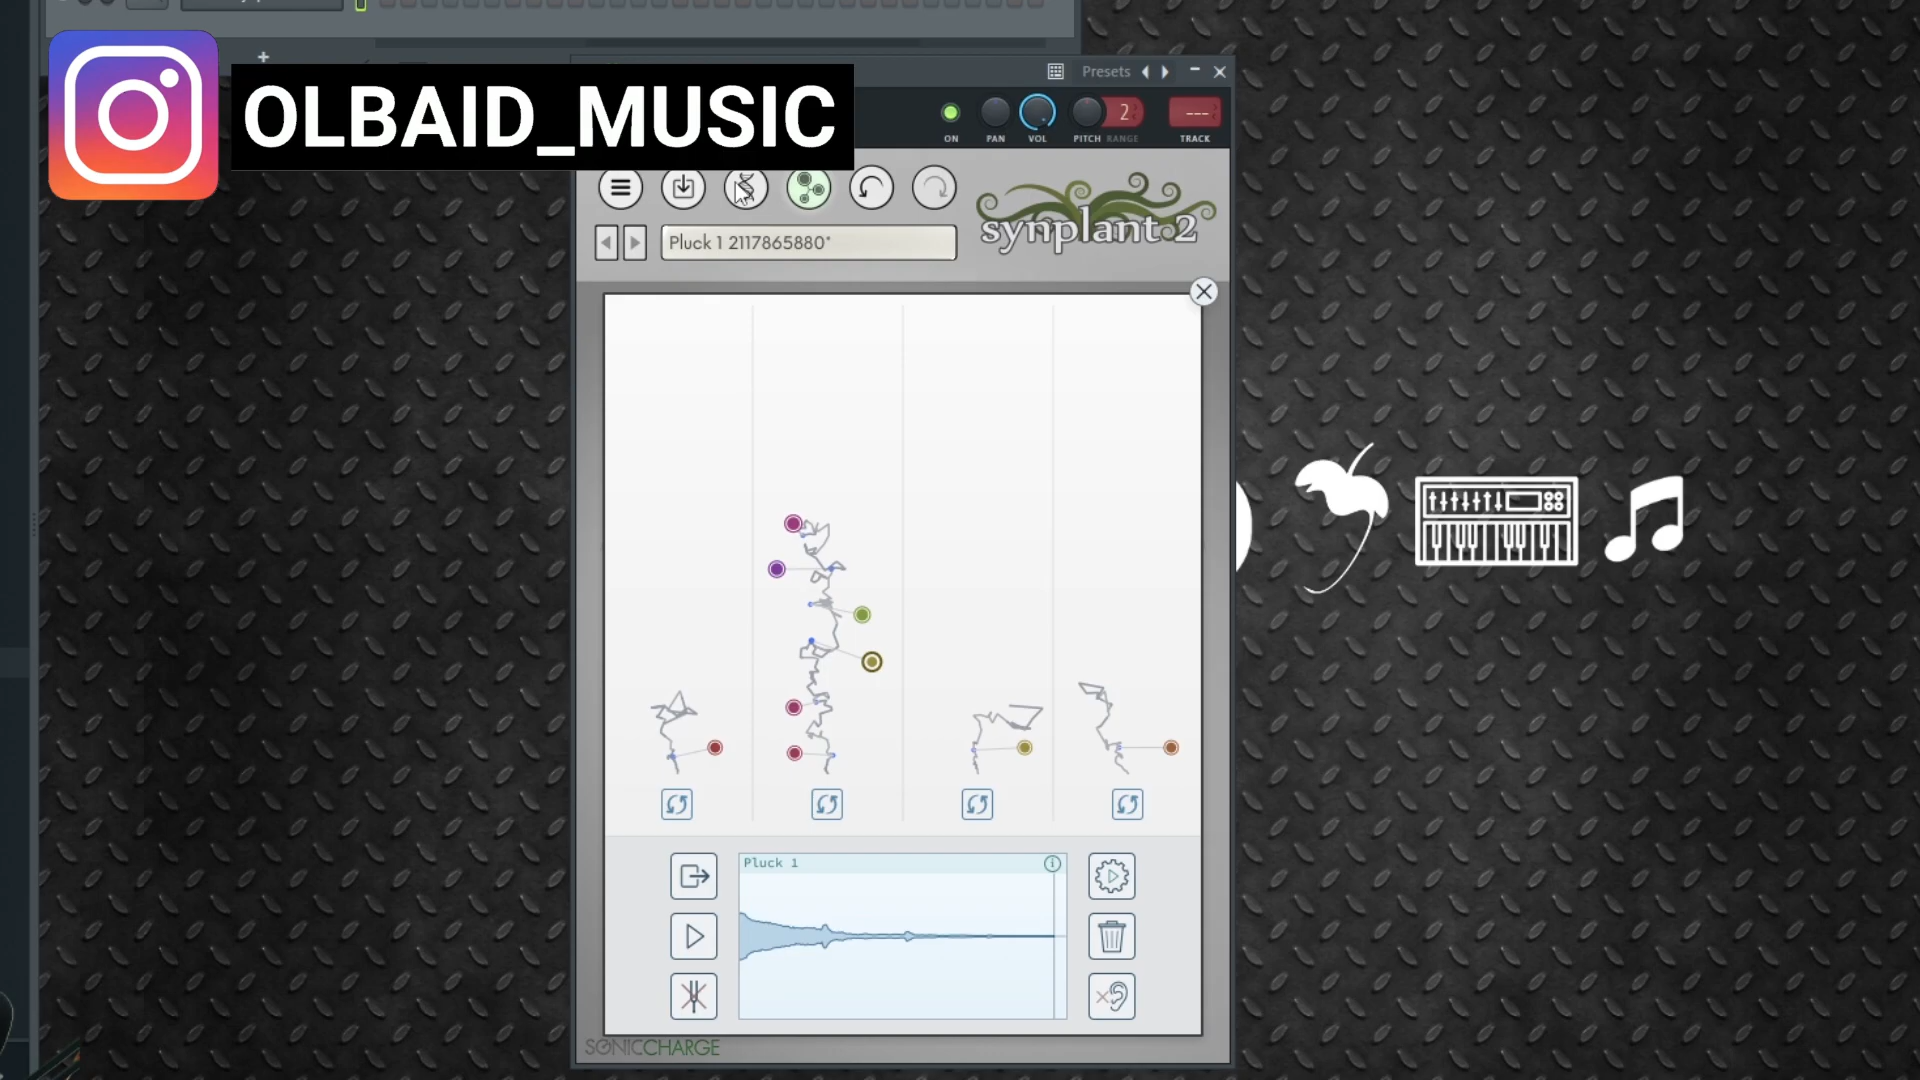 OLBAID_MUSIC
Presets
2
---
ON
PAN
VOL
PITCH
RANGE
TRACK
synplant 2
Pluck 1 2117865880*
Pluck 1
SONICCHARGE